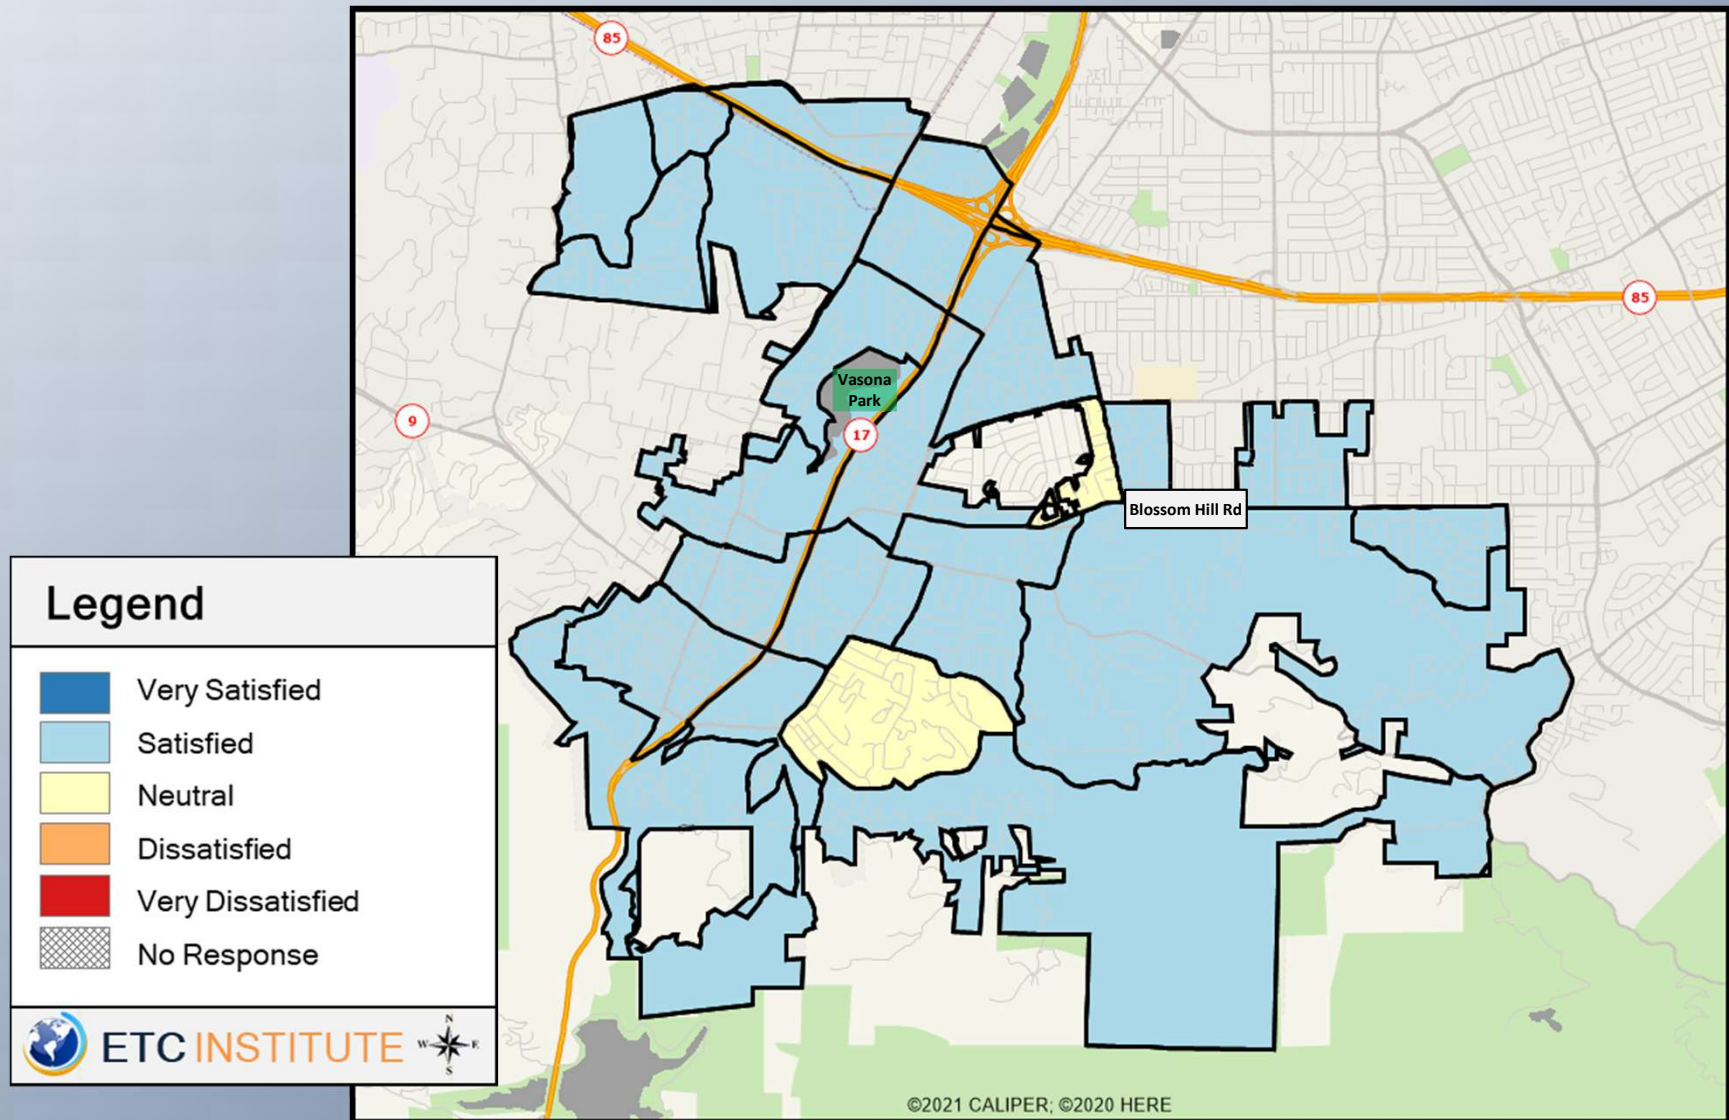 85
85
Vasona
Park
9
17
Blossom Hill Rd
Legend
Very Satisfied
Satisfied
Neutral
Dissatisfied
Very Dissatisfied
No Response
ETC INSTITUTE
N
W E
S
©2021 CALIPER; ©2020 HERE